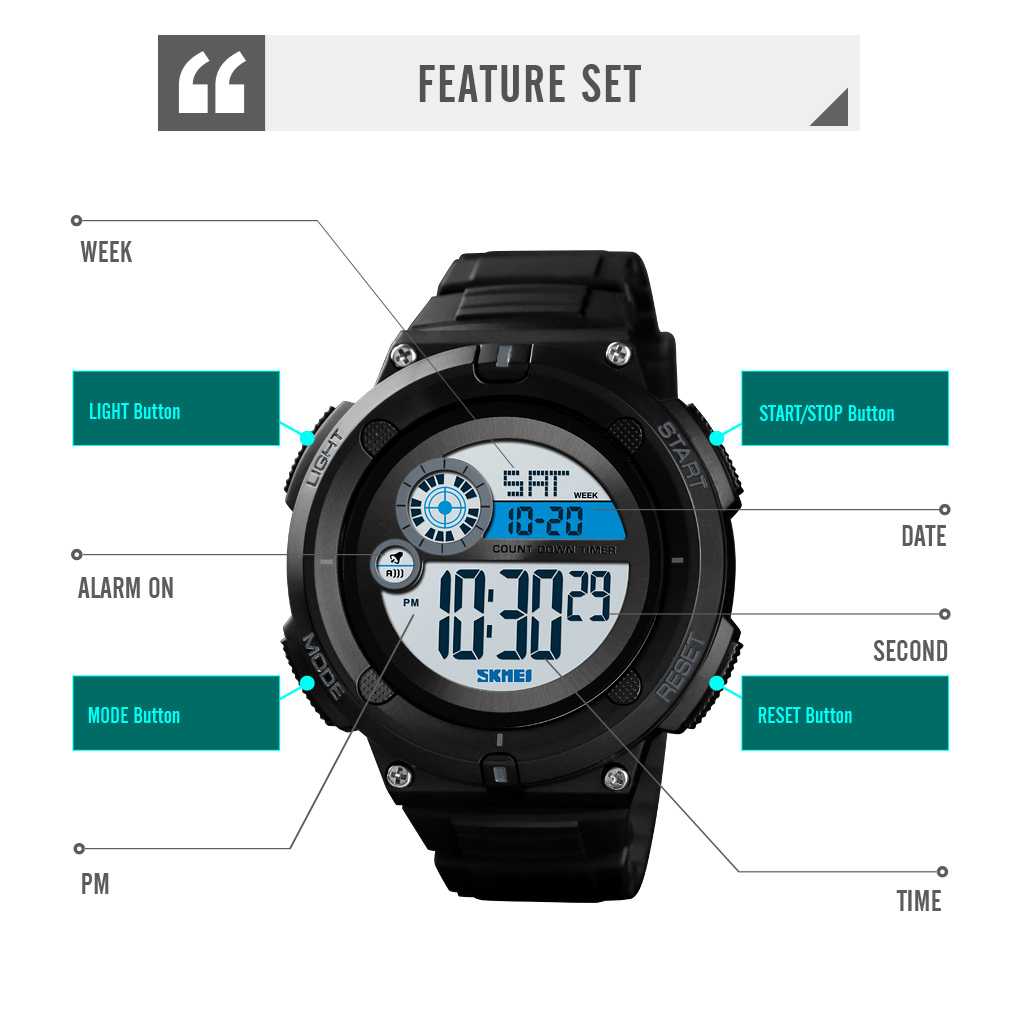 “ FEATURE SET
WEEK
LIGHT Button
START/STOP Button
LIGHT
START
SAT
WEEK
10-20
DATE
COUNT DOWN TIMER
ALARM ON
A)))
PM
10:30 29
SECOND
MODE
RESET
SKMEI
MODE Button
RESET Button
PM
TIME